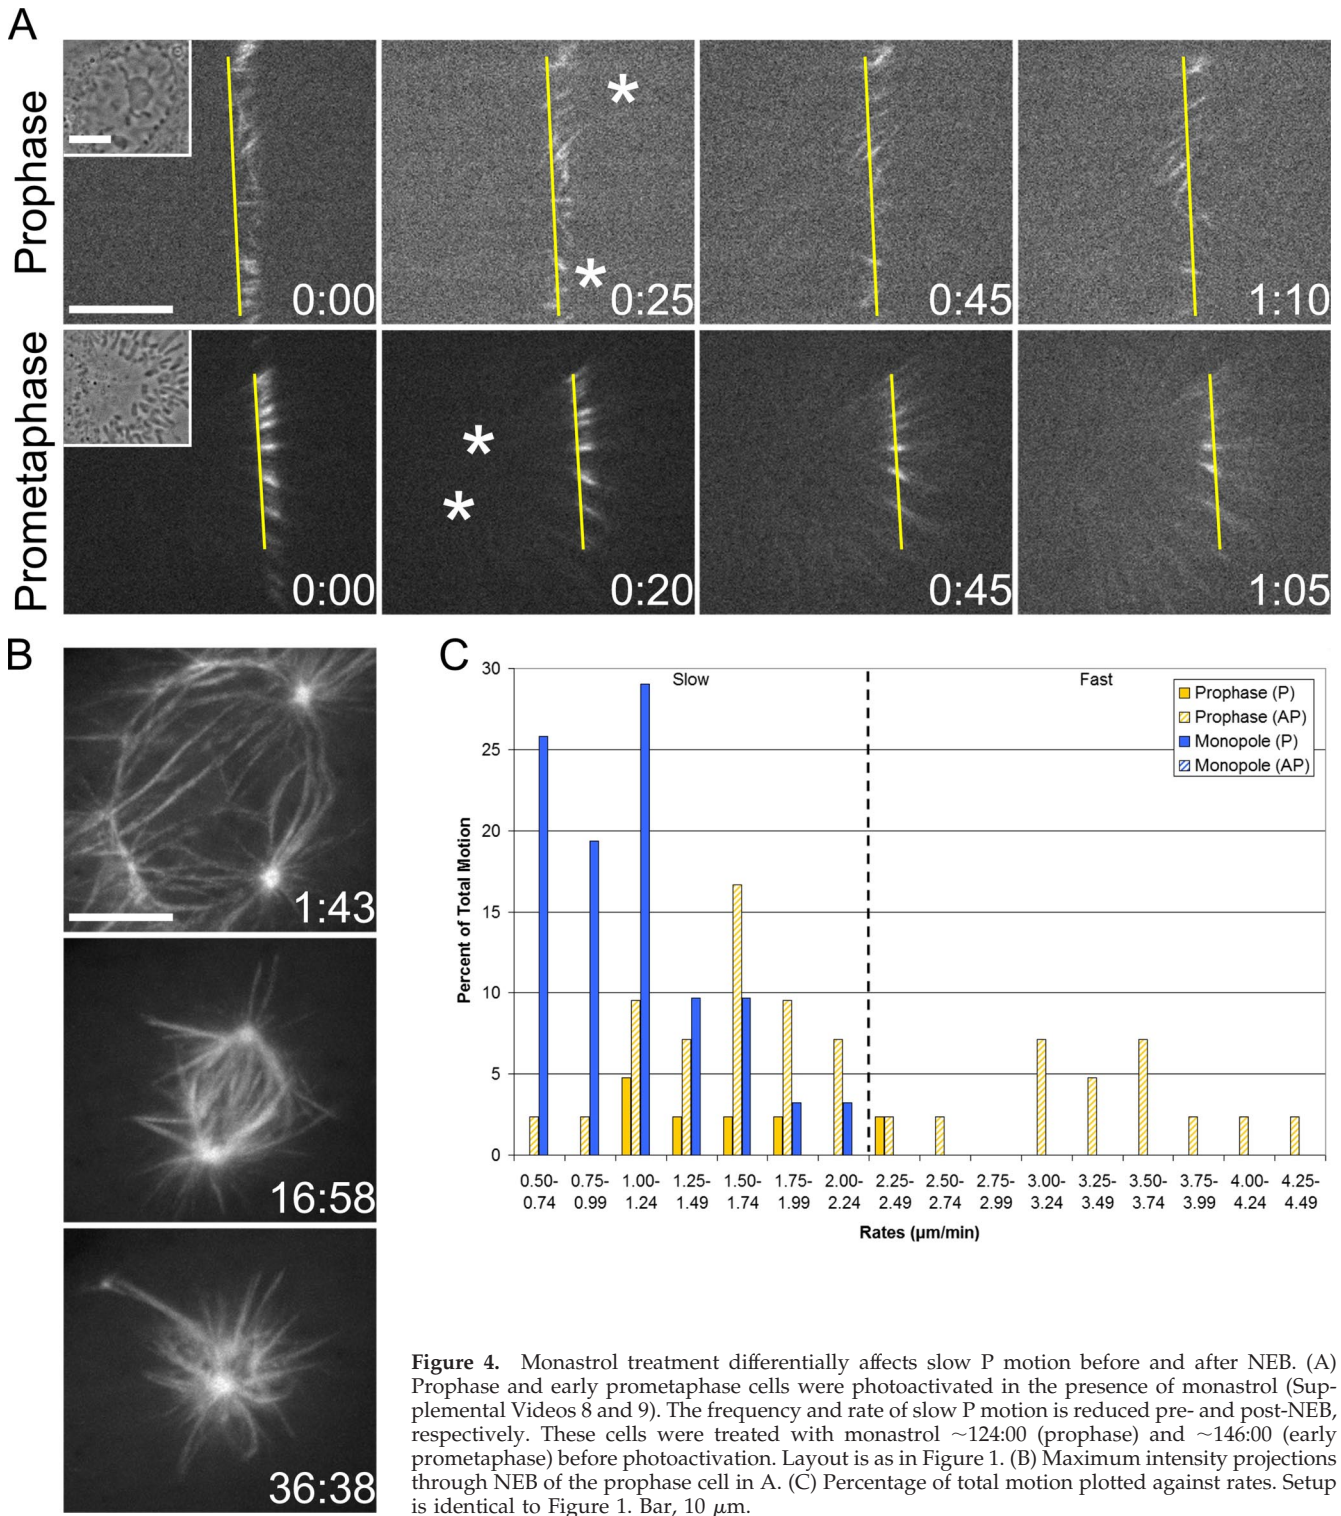 A
Prophase
0:00
*
*
0:25
0:45
1:10
Prometaphase
0:00
*
*
0:20
0:45
1:05
B
1:43
16:58
36:38
C
30
25
20
15
10
5
0
Percent of Total Motion
Slow
Fast
Prophase (P)
Prophase (AP)
Monopole (P)
Monopole (AP)
0.50-
0.74
0.75-
0.99
1.00-
1.24
1.25-
1.49
1.50-
1.74
1.75-
1.99
2.00-
2.24
2.25-
2.49
2.50-
2.74
2.75-
2.99
3.00-
3.24
3.25-
3.49
3.50-
3.74
3.75-
3.99
4.00-
4.24
4.25-
4.49
Rates (µm/min)
Figure 4. Monastrol treatment differentially affects slow P motion before and after NEB. (A)
Prophase and early prometaphase cells were photoactivated in the presence of monastrol (Sup-
plemental Videos 8 and 9). The frequency and rate of slow P motion is reduced pre- and post-NEB,
respectively. These cells were treated with monastrol ~124:00 (prophase) and ~146:00 (early
prometaphase) before photoactivation. Layout is as in Figure 1. (B) Maximum intensity projections
through NEB of the prophase cell in A. (C) Percentage of total motion plotted against rates. Setup
is identical to Figure 1. Bar, 10 µm.